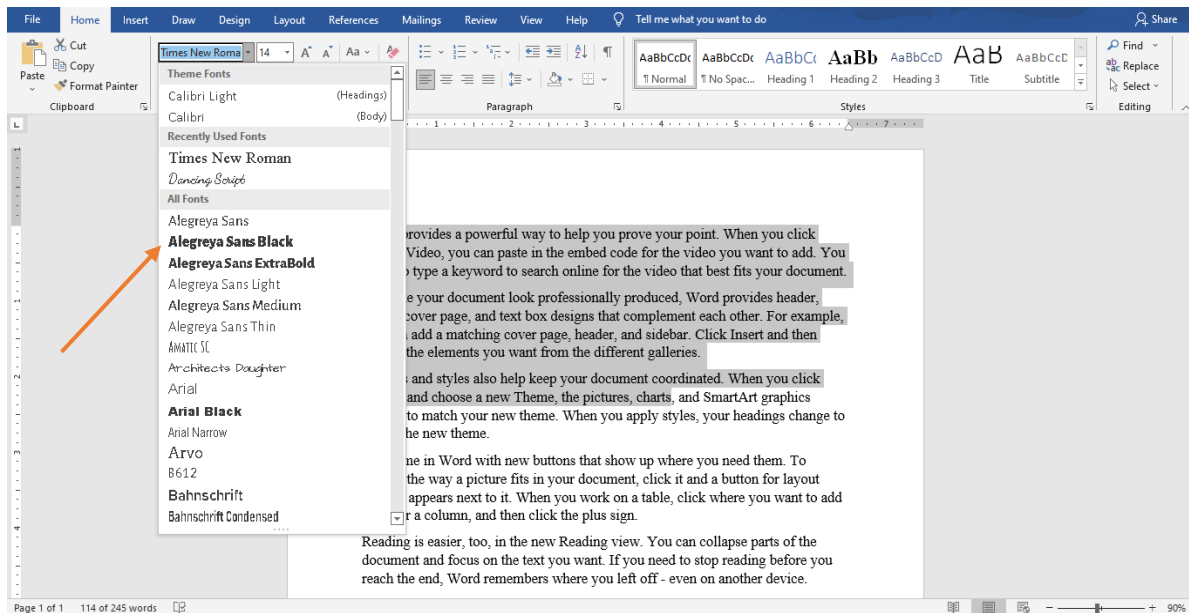 File Home Insert Draw Design Layout References Mailings Review View Help Tell me what you want to do Share
Cut
Copy
Format Painter
Paste
Clipboard
Times New Roma 14 Aa
Paragraph
AaBbCcDc AaBbCcDc AaBbCc AaBb AaBbCcD AaB AaBbCcD
¶ Normal ¶ No Spac... Heading 1 Heading 2 Heading 3 Title Subtitle
Styles
Find
Replace
Select
Editing
Theme Fonts
Calibri Light (Headings)
Calibri (Body)
Recently Used Fonts
Times New Roman
Dancing Script
All Fonts
Alegreya Sans
Alegreya Sans Black
Alegreya Sans ExtraBold
Alegreya Sans Light
Alegreya Sans Medium
Alegreya Sans Thin
Amatic SC
Architects Daughter
Arial
Arial Black
Arial Narrow
Arvo
B612
Bahnschrift
Bahnschrift Condensed
1 2 3 4 5 6 7
provides a powerful way to help you prove your point. When you click
Video, you can paste in the embed code for the video you want to add. You
type a keyword to search online for the video that best fits your document.
your document look professionally produced, Word provides header,
cover page, and text box designs that complement each other. For example,
add a matching cover page, header, and sidebar. Click Insert and then
the elements you want from the different galleries.
and styles also help keep your document coordinated. When you click
and choose a new Theme, the pictures, charts, and SmartArt graphics
to match your new theme. When you apply styles, your headings change to
he new theme.
me in Word with new buttons that show up where you need them. To
the way a picture fits in your document, click it and a button for layout
appears next to it. When you work on a table, click where you want to add
r a column, and then click the plus sign.
Reading is easier, too, in the new Reading view. You can collapse parts of the
document and focus on the text you want. If you need to stop reading before you
reach the end, Word remembers where you left off - even on another device.
Page 1 of 1 114 of 245 words 90%